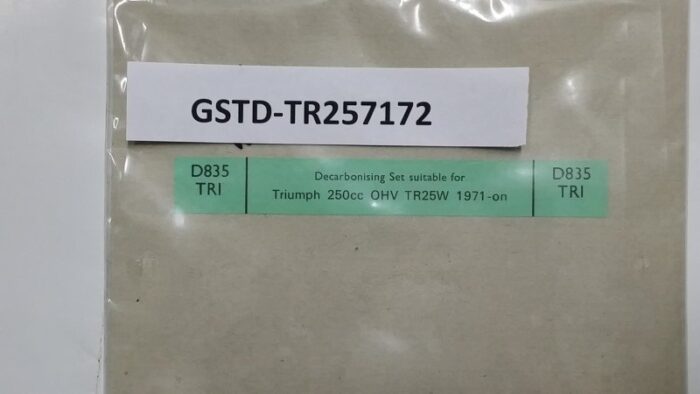 GSTD-TR257172
D835
TRI
Decarbonising Set suitable for
Triumph 250cc OHV TR25W 1971-on
D835
TRI